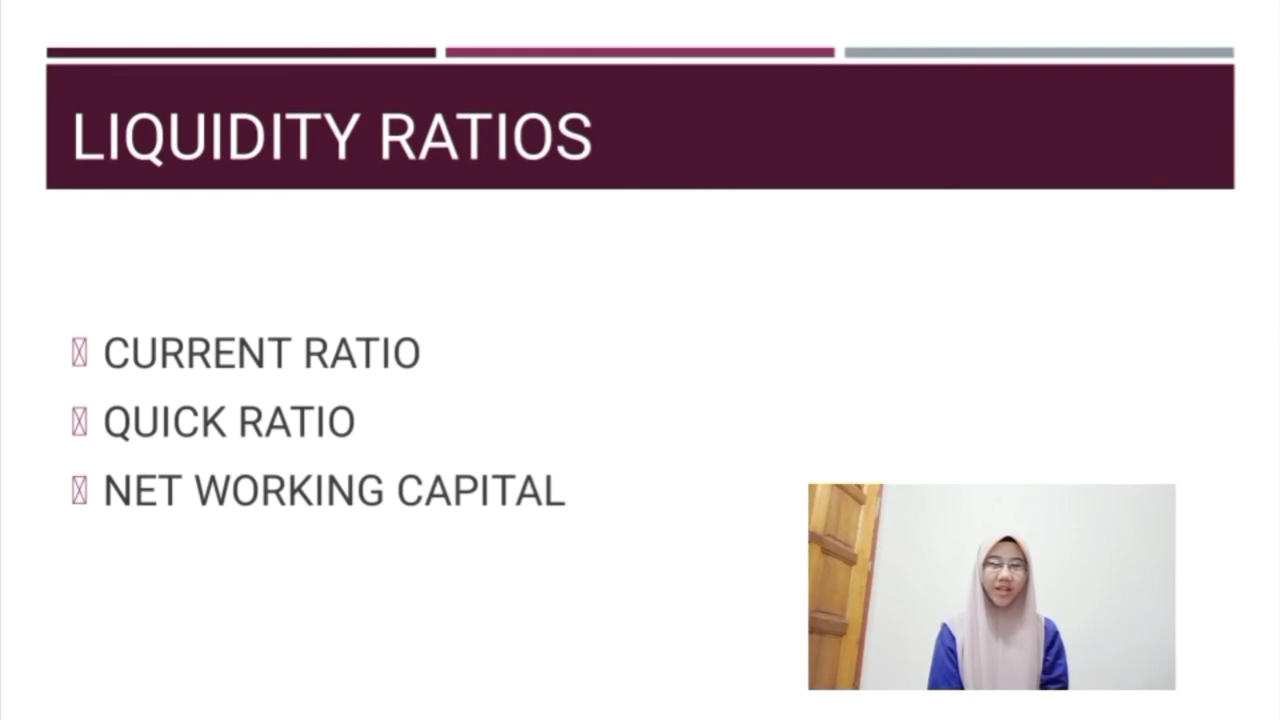 LIQUIDITY RATIOS
CURRENT RATIO
QUICK RATIO
NET WORKING CAPITAL